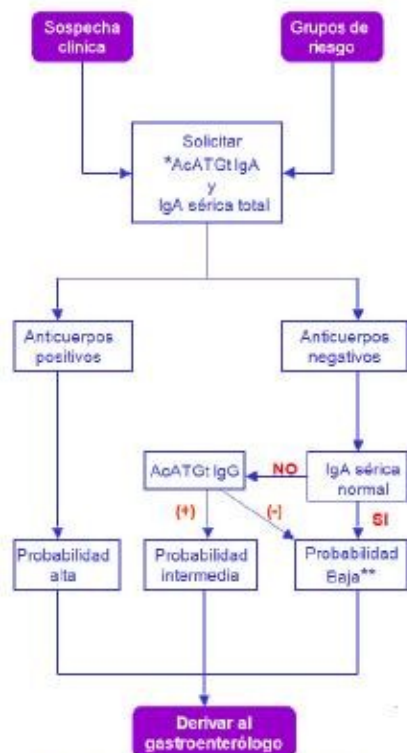 Sospecha
clínica
Grupos de
riesgo
Solicitar
*AcATGt IgA
y
IgA sérica total
Anticuerpos
positivos
Anticuerpos
negativos
AcATGt IgG
NO
IgA sérica
normal
(+)
(-)
SI
Probabilidad
alta
Probabilidad
intermedia
Probabilidad
Baja**
Derivar al
gastroenterólogo